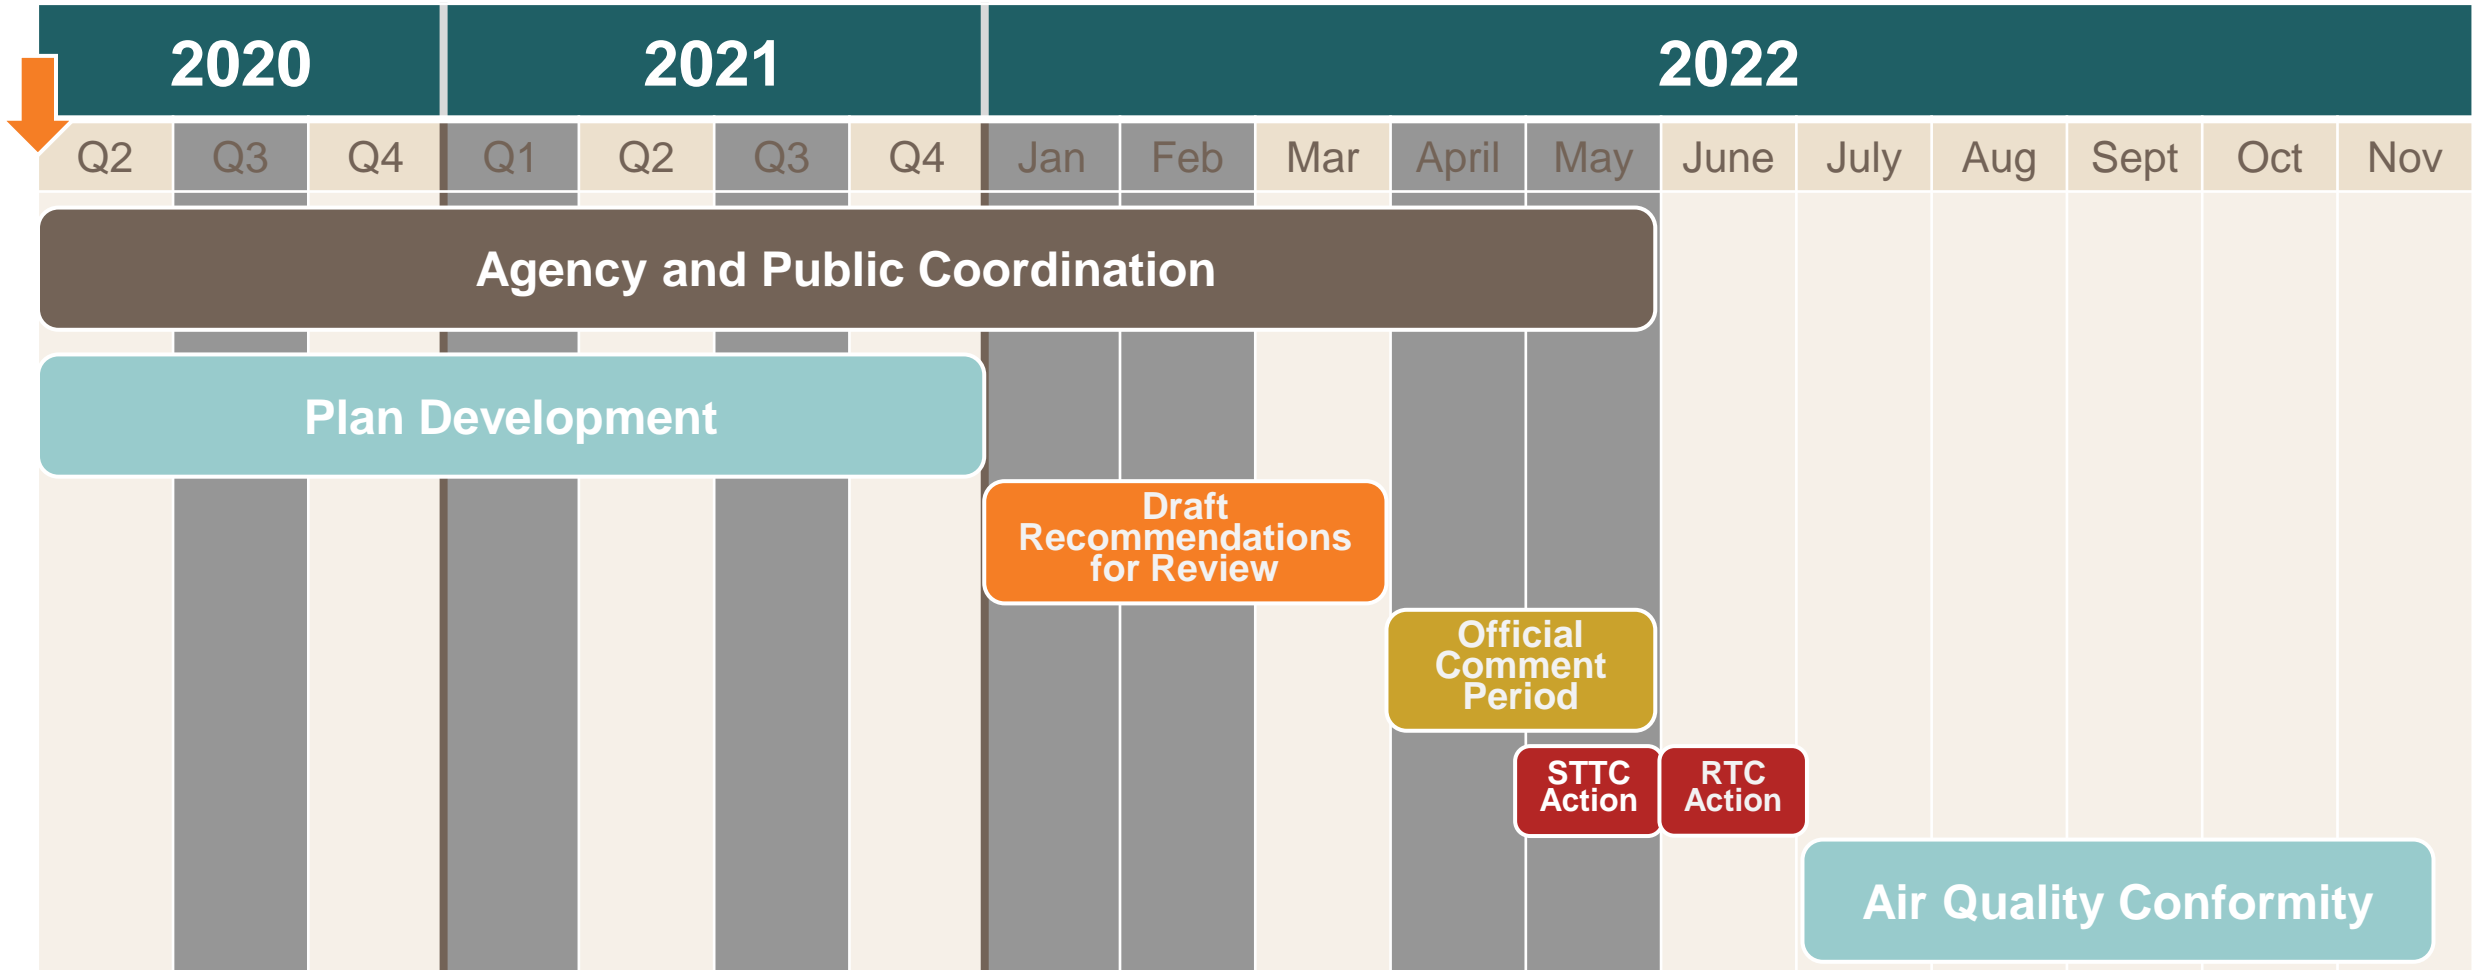 2020 2021 2022
Q2 Q3 Q4 Q1 Q2 Q3 Q4 Jan Feb Mar April May June July Aug Sept Oct Nov
Agency and Public Coordination
Plan Development
Draft
Recommendations
for Review
Official
Comment
Period
STTC
Action
RTC
Action
Air Quality Conformity